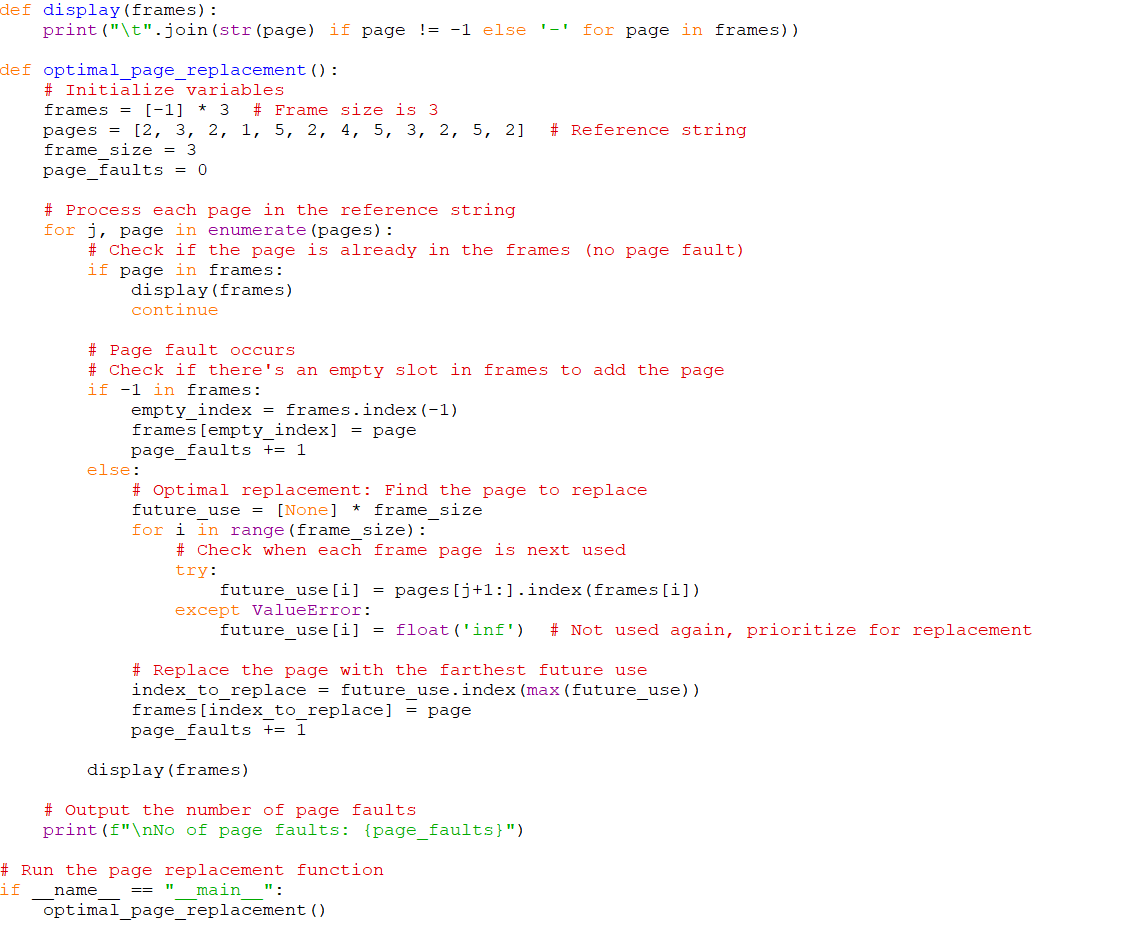 def display(frames):
    print("\t".join(str(page) if page != -1 else '-' for page in frames))

def optimal_page_replacement():
    # Initialize variables
    frames = [-1] * 3  # Frame size is 3
    pages = [2, 3, 2, 1, 5, 2, 4, 5, 3, 2, 5, 2]  # Reference string
    frame_size = 3
    page_faults = 0

    # Process each page in the reference string
    for j, page in enumerate(pages):
        # Check if the page is already in the frames (no page fault)
        if page in frames:
            display(frames)
            continue

        # Page fault occurs
        # Check if there's an empty slot in frames to add the page
        if -1 in frames:
            empty_index = frames.index(-1)
            frames[empty_index] = page
            page_faults += 1
        else:
            # Optimal replacement: Find the page to replace
            future_use = [None] * frame_size
            for i in range(frame_size):
                # Check when each frame page is next used
                try:
                    future_use[i] = pages[j+1:].index(frames[i])
                except ValueError:
                    future_use[i] = float('inf')  # Not used again, prioritize for replacement

            # Replace the page with the farthest future use
            index_to_replace = future_use.index(max(future_use))
            frames[index_to_replace] = page
            page_faults += 1

        display(frames)

    # Output the number of page faults
    print(f"\nNo of page faults: {page_faults}")

# Run the page replacement function
if __name__ == "__main__":
    optimal_page_replacement()